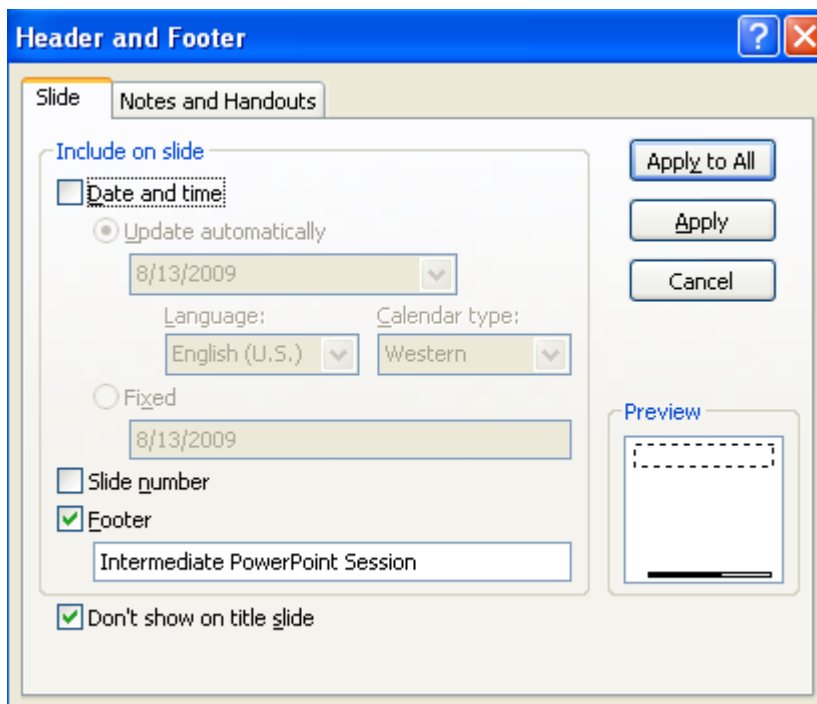 Header and Footer
?
Slide
Notes and Handouts
Include on slide
Date and time
Update automatically
8/13/2009
Language:
Calendar type:
English (U.S.)
Western
Fixed
8/13/2009
Slide number
Footer
Intermediate PowerPoint Session
Don't show on title slide
Apply to All
Apply
Cancel
Preview